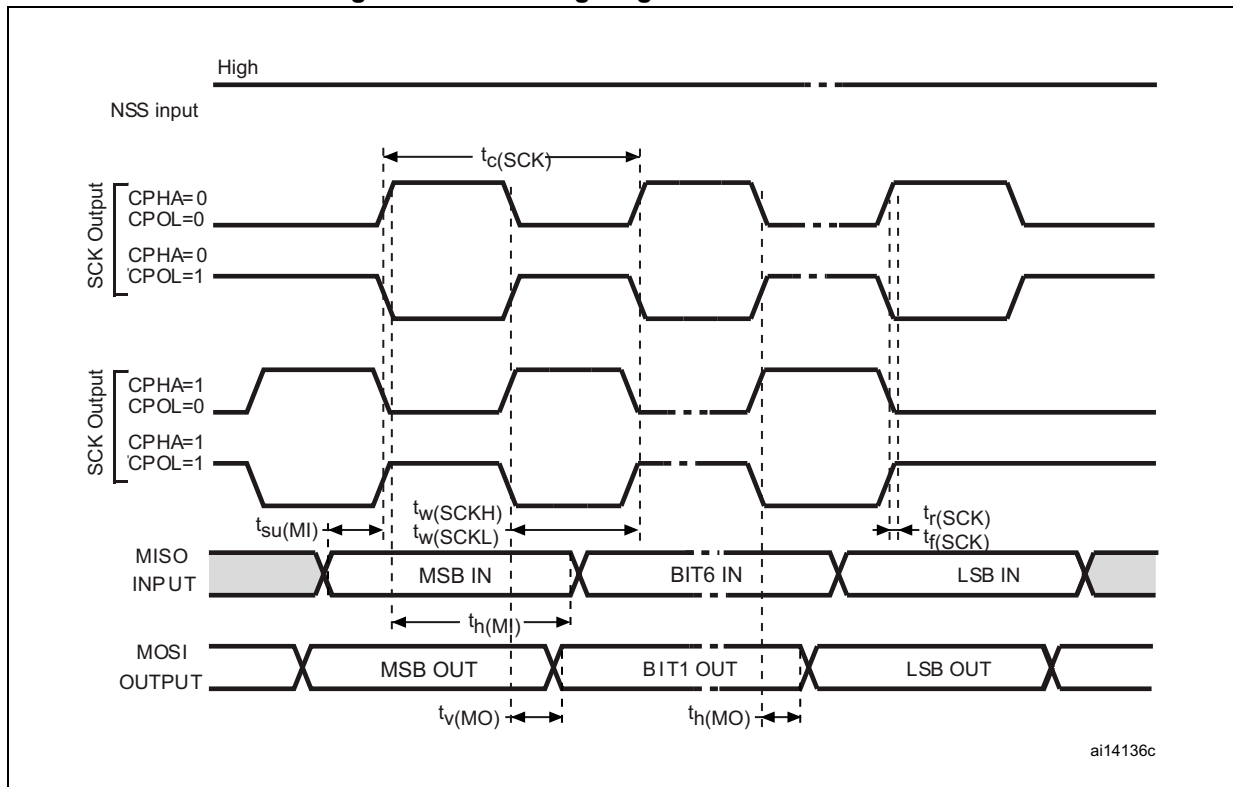 High
NSS input
tc(SCK)
SCK Output
CPHA=0
CPOL=0
CPHA=0
CPOL=1
SCK Output
CPHA=1
CPOL=0
CPHA=1
CPOL=1
tsu(MI)
tw(SCKH)
tw(SCKL)
tr(SCK)
tf(SCK)
MISO
INPUT
MSB IN
BIT6 IN
LSB IN
th(MI)
MOSI
OUTPUT
MSB OUT
BIT1 OUT
LSB OUT
tv(MO)
th(MO)
ai14136c